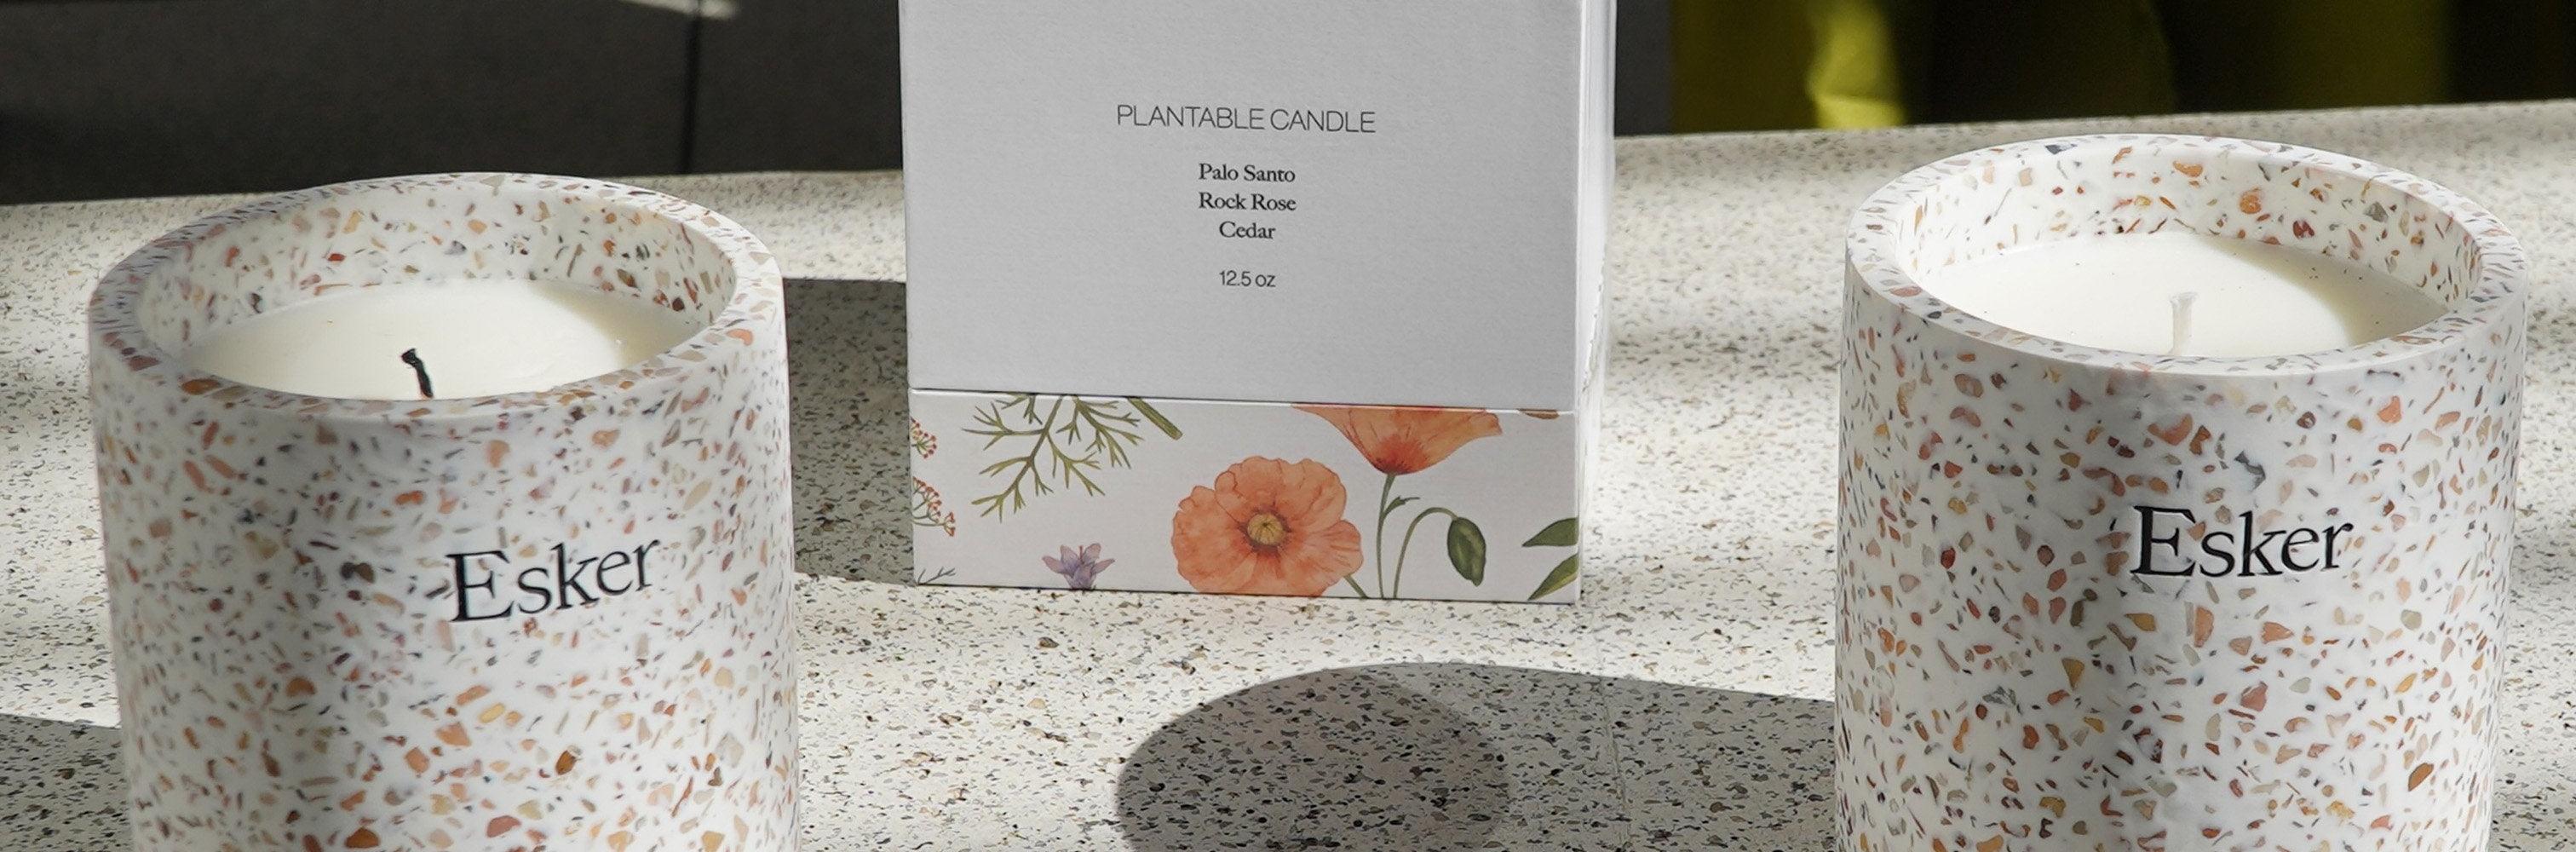 PLANTABLE CANDLE
Palo Santo
Rock Rose
Cedar
12.5 oz
Esker
Esker